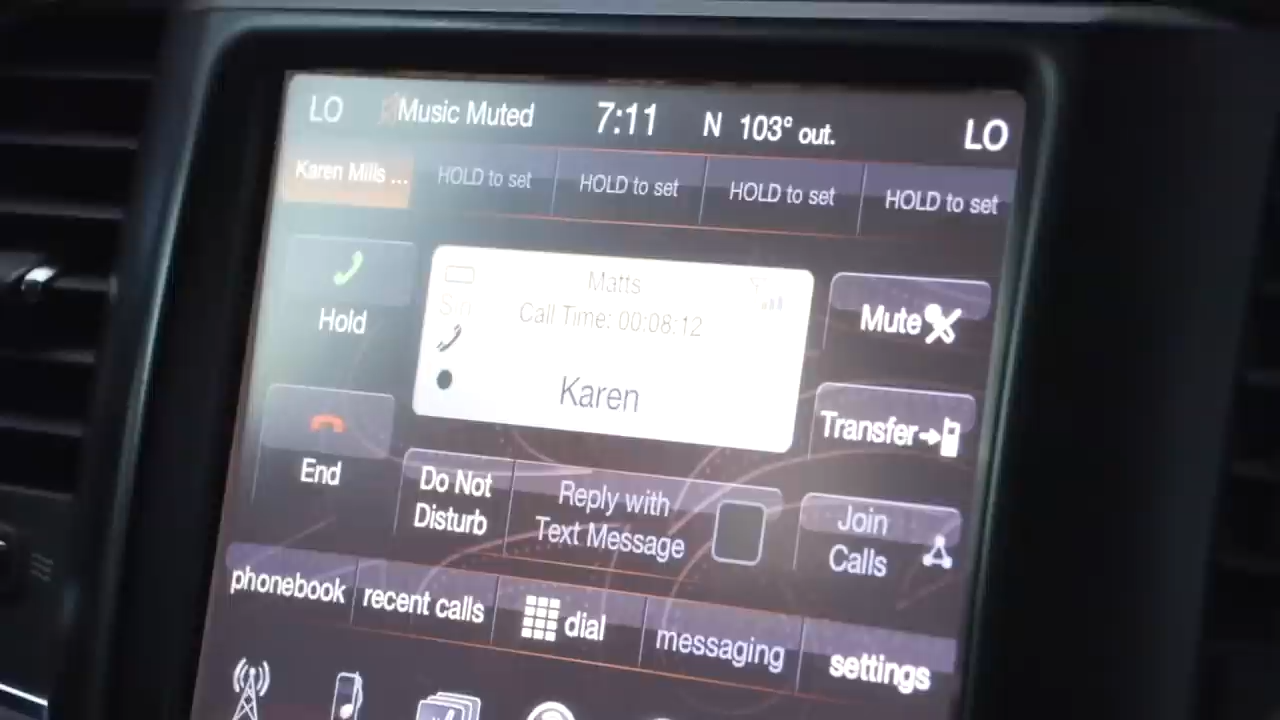 LO Music Muted 7:11 N 103° out. LO
Karen Mills ... HOLD to set HOLD to set HOLD to set HOLD to set
Hold
Matts
Call Time: 00:08:12
Karen
Mute
Transfer
End
Do Not
Disturb
Reply with
Text Message
Join
Calls
phonebook recent calls dial messaging settings